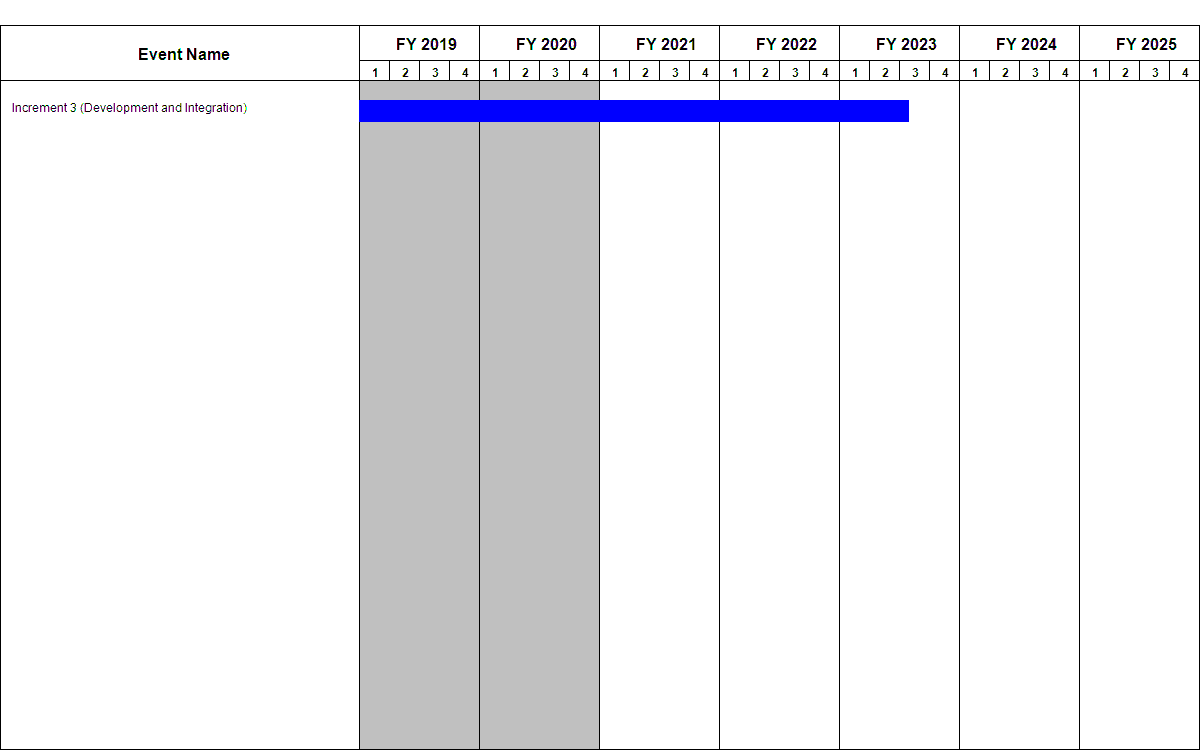 Event Name
FY 2019 FY 2020 FY 2021 FY 2022 FY 2023 FY 2024 FY 2025
1 2 3 4 1 2 3 4 1 2 3 4 1 2 3 4 1 2 3 4 1 2 3 4 1 2 3 4
Increment 3 (Development and Integration)